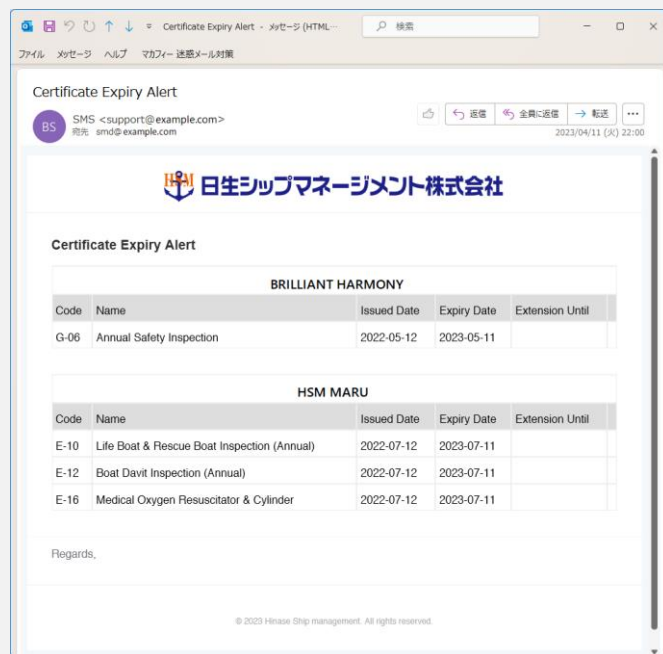 Certificate Expiry Alert - メッセージ (HTML…
検索
ファイル メッセージ ヘルプ マカフィー 迷惑メール対策
Certificate Expiry Alert
BS
SMS <support@example.com>
宛先 smd@example.com
返信 全員に返信 転送
2023/04/11 (火) 22:00
HSM 日生シップマネージメント株式会社
Certificate Expiry Alert
BRILLIANT HARMONY
Code Name Issued Date Expiry Date Extension Until
G-06 Annual Safety Inspection 2022-05-12 2023-05-11
HSM MARU
Code Name Issued Date Expiry Date Extension Until
E-10 Life Boat & Rescue Boat Inspection (Annual) 2022-07-12 2023-07-11
E-12 Boat Davit Inspection (Annual) 2022-07-12 2023-07-11
E-16 Medical Oxygen Resuscitator & Cylinder 2022-07-12 2023-07-11
Regards,
© 2023 Hinase Ship management. All rights reserved.